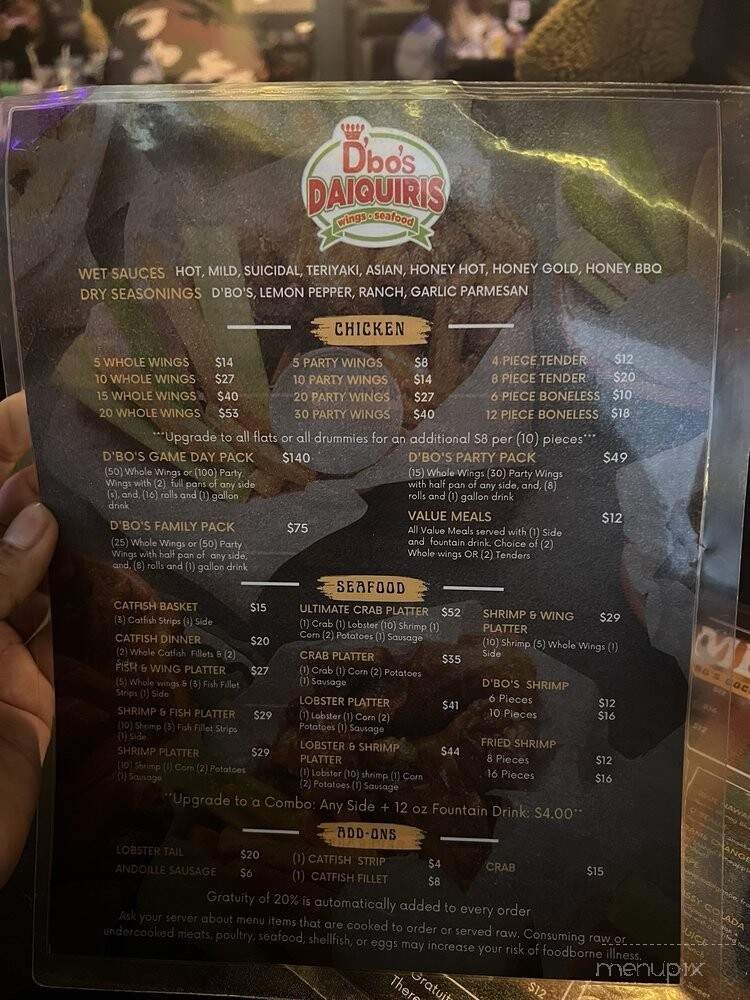 D'bo's
DAIQUIRIS
wings • seafood
WET SAUCES HOT, MILD, SUICIDAL, TERIYAKI, ASIAN, HONEY HOT, HONEY GOLD, HONEY BBQ
DRY SEASONINGS D'BO'S, LEMON PEPPER, RANCH, GARLIC PARMESAN
CHICKEN
5 WHOLE WINGS $14
10 WHOLE WINGS $27
15 WHOLE WINGS $40
20 WHOLE WINGS $53
5 PARTY WINGS $8
10 PARTY WINGS $14
20 PARTY WINGS $27
30 PARTY WINGS $40
4 PIECE TENDER $12
8 PIECE TENDER $20
6 PIECE BONELESS $10
12 PIECE BONELESS $18
***Upgrade to all flats or all drummies for an additional $8 per (10) pieces***
D'BO'S GAME DAY PACK $140
(50) Whole Wings or (100) Party
Wings with (2) full pans of any side
(s), and, (16) rolls and (1) gallon
drink
D'BO'S PARTY PACK $49
(15) Whole Wings (30) Party Wings
with half pan of any side, and, (8)
rolls and (1) gallon drink
D'BO'S FAMILY PACK $75
(25) Whole Wings or (50) Party
Wings with half pan of any side,
and, (8) rolls and (1) gallon drink
VALUE MEALS $12
All Value Meals served with (1) Side
and fountain drink. Choice of (2)
Whole wings OR (2) Tenders
SEAFOOD
CATFISH BASKET $15
(3) Catfish Strips (1) Side
CATFISH DINNER $20
(2) Whole Catfish Fillets & (2)
Side
FISH & WING PLATTER $27
(5) Whole wings & (3) Fish Fillet
Strips (1) Side
SHRIMP & FISH PLATTER $29
(10) Shrimp (3) Fish Fillet Strips
(1) Side
SHRIMP PLATTER $29
(10) Shrimp (1) Corn (2) Potatoes
(1) Sausage
ULTIMATE CRAB PLATTER $52
(1) Crab (1) Lobster (10) Shrimp (1)
Corn (2) Potatoes (1) Sausage
CRAB PLATTER $35
(1) Crab (1) Corn (2) Potatoes
(1) Sausage
LOBSTER PLATTER $41
(1) Lobster (1) Corn (2)
Potatoes (1) Sausage
LOBSTER & SHRIMP
PLATTER $44
(1) Lobster (10) shrimp (1) Corn
(2) Potatoes (1) Sausage
SHRIMP & WING
PLATTER $29
(10) Shrimp (5) Whole Wings (1)
Side
D'BO'S SHRIMP
6 Pieces $12
10 Pieces $16
FRIED SHRIMP
8 Pieces $12
16 Pieces $16
**Upgrade to a Combo: Any Side + 12 oz Fountain Drink: $4.00**
ADD-ONS
LOBSTER TAIL $20
ANDOILLE SAUSAGE $6
(1) CATFISH STRIP $4
(1) CATFISH FILLET $8
CRAB $15
Gratuity of 20% is automatically added to every order
Ask your server about menu items that are cooked to order or served raw. Consuming raw or
undercooked meats, poultry, seafood, shellfish, or eggs may increase your risk of foodborne illness.
menupix
Gratuity
There
$12